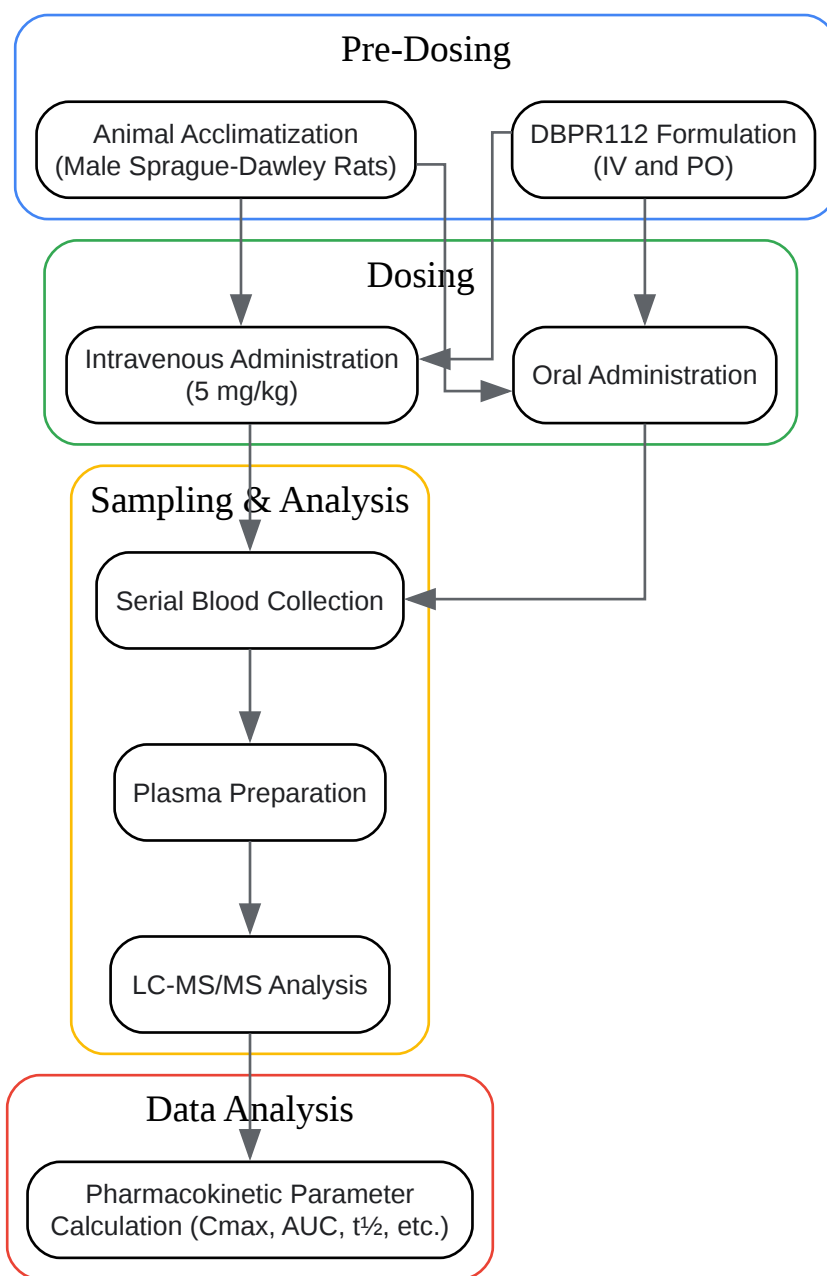 Pre-Dosing
Animal Acclimatization
(Male Sprague-Dawley Rats)
DBPR112 Formulation
(IV and PO)
Dosing
Intravenous Administration
(5 mg/kg)
Oral Administration
Sampling & Analysis
Serial Blood Collection
Plasma Preparation
LC-MS/MS Analysis
Data Analysis
Pharmacokinetic Parameter
Calculation (Cmax, AUC, t½, etc.)